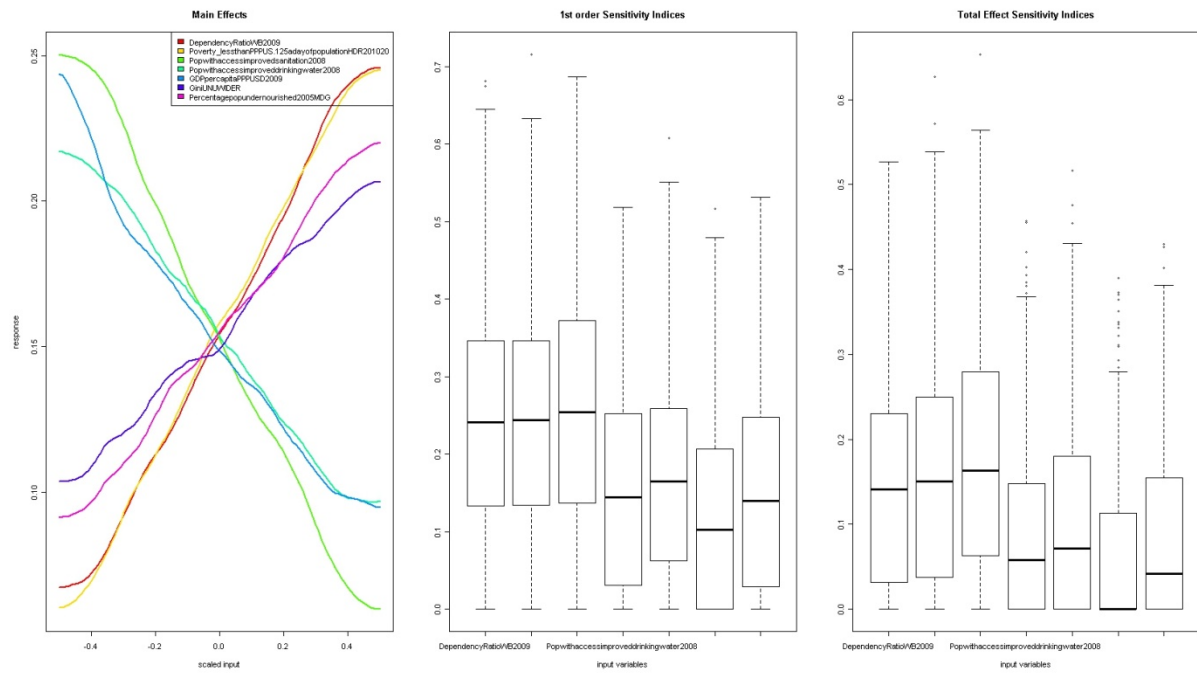 Main Effects
DependencyRatioWB2009
Poverty_lessthanPPPUS.125adayofpopulationHDR201020
Popwithaccessimprovedsanitation2008
Popwithaccessimproveddrinkingwater2008
GDPpercapitaPPPUSD2009
GiniUNUWIDER
Percentagepopundernourished2005MDG
response
0.25
0.20
0.15
0.10
-0.4
-0.2
0.0
0.2
0.4
scaled input
1st order Sensitivity Indices
0.7
0.6
0.5
0.4
0.3
0.2
0.1
0.0
DependencyRatioWB2009
Popwithaccessimproveddrinkingwater2008
input variables
Total Effect Sensitivity Indices
0.6
0.5
0.4
0.3
0.2
0.1
0.0
DependencyRatioWB2009
Popwithaccessimproveddrinkingwater2008
input variables